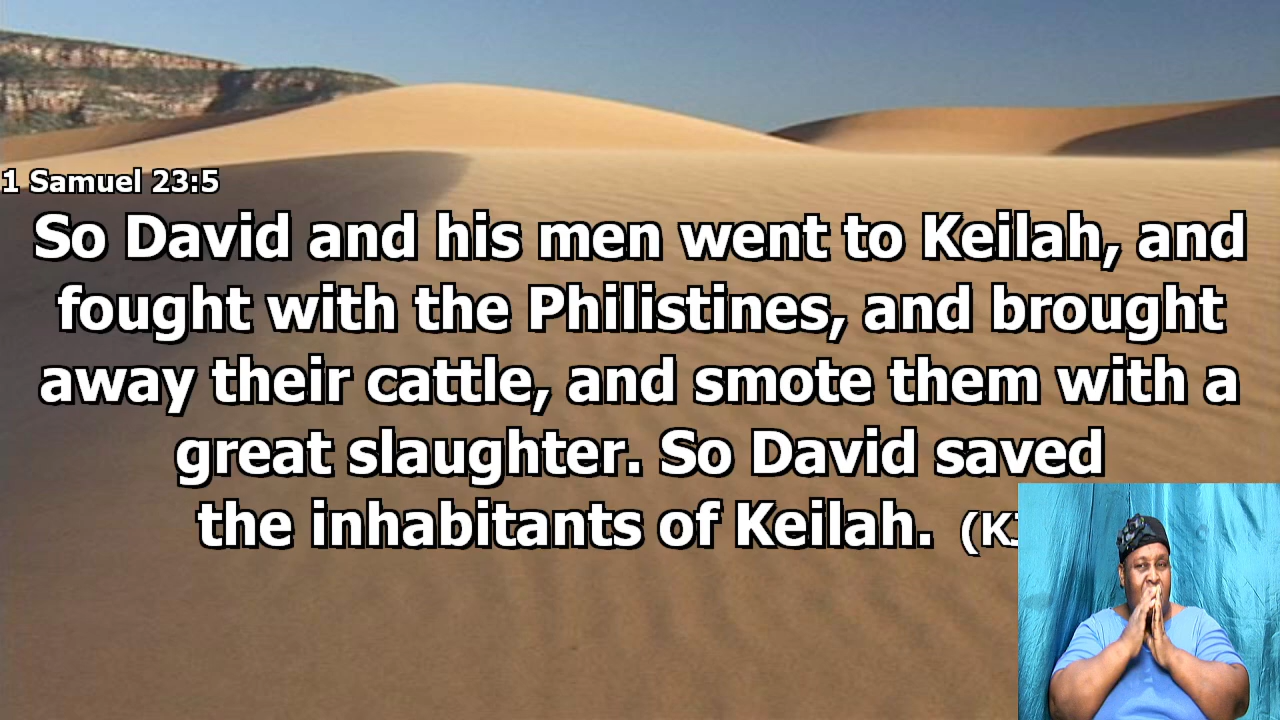 1 Samuel 23:5
So David and his men went to Keilah, and
fought with the Philistines, and brought
away their cattle, and smote them with a
great slaughter. So David saved
the inhabitants of Keilah.